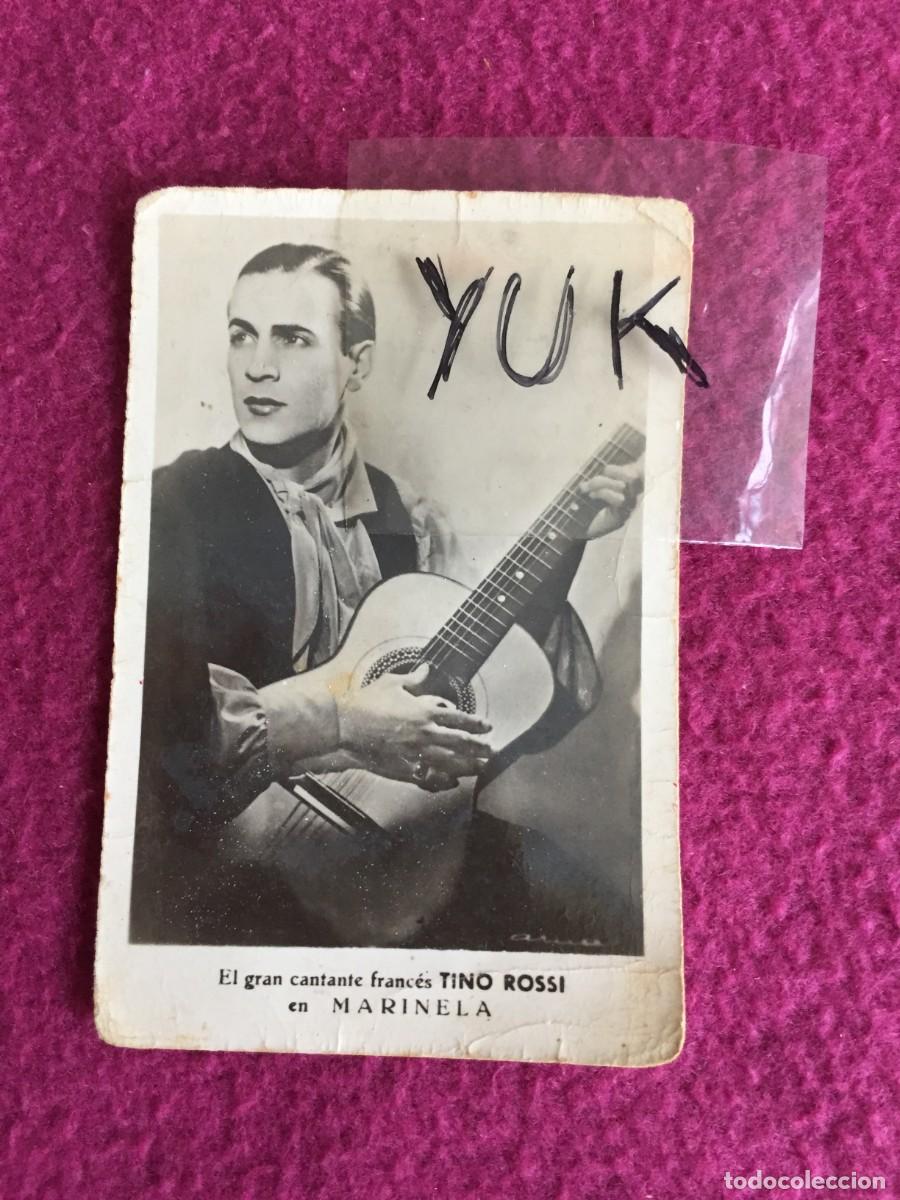 YUK
El gran cantante francés TINO ROSSI
en MARINELA
todocoleccion